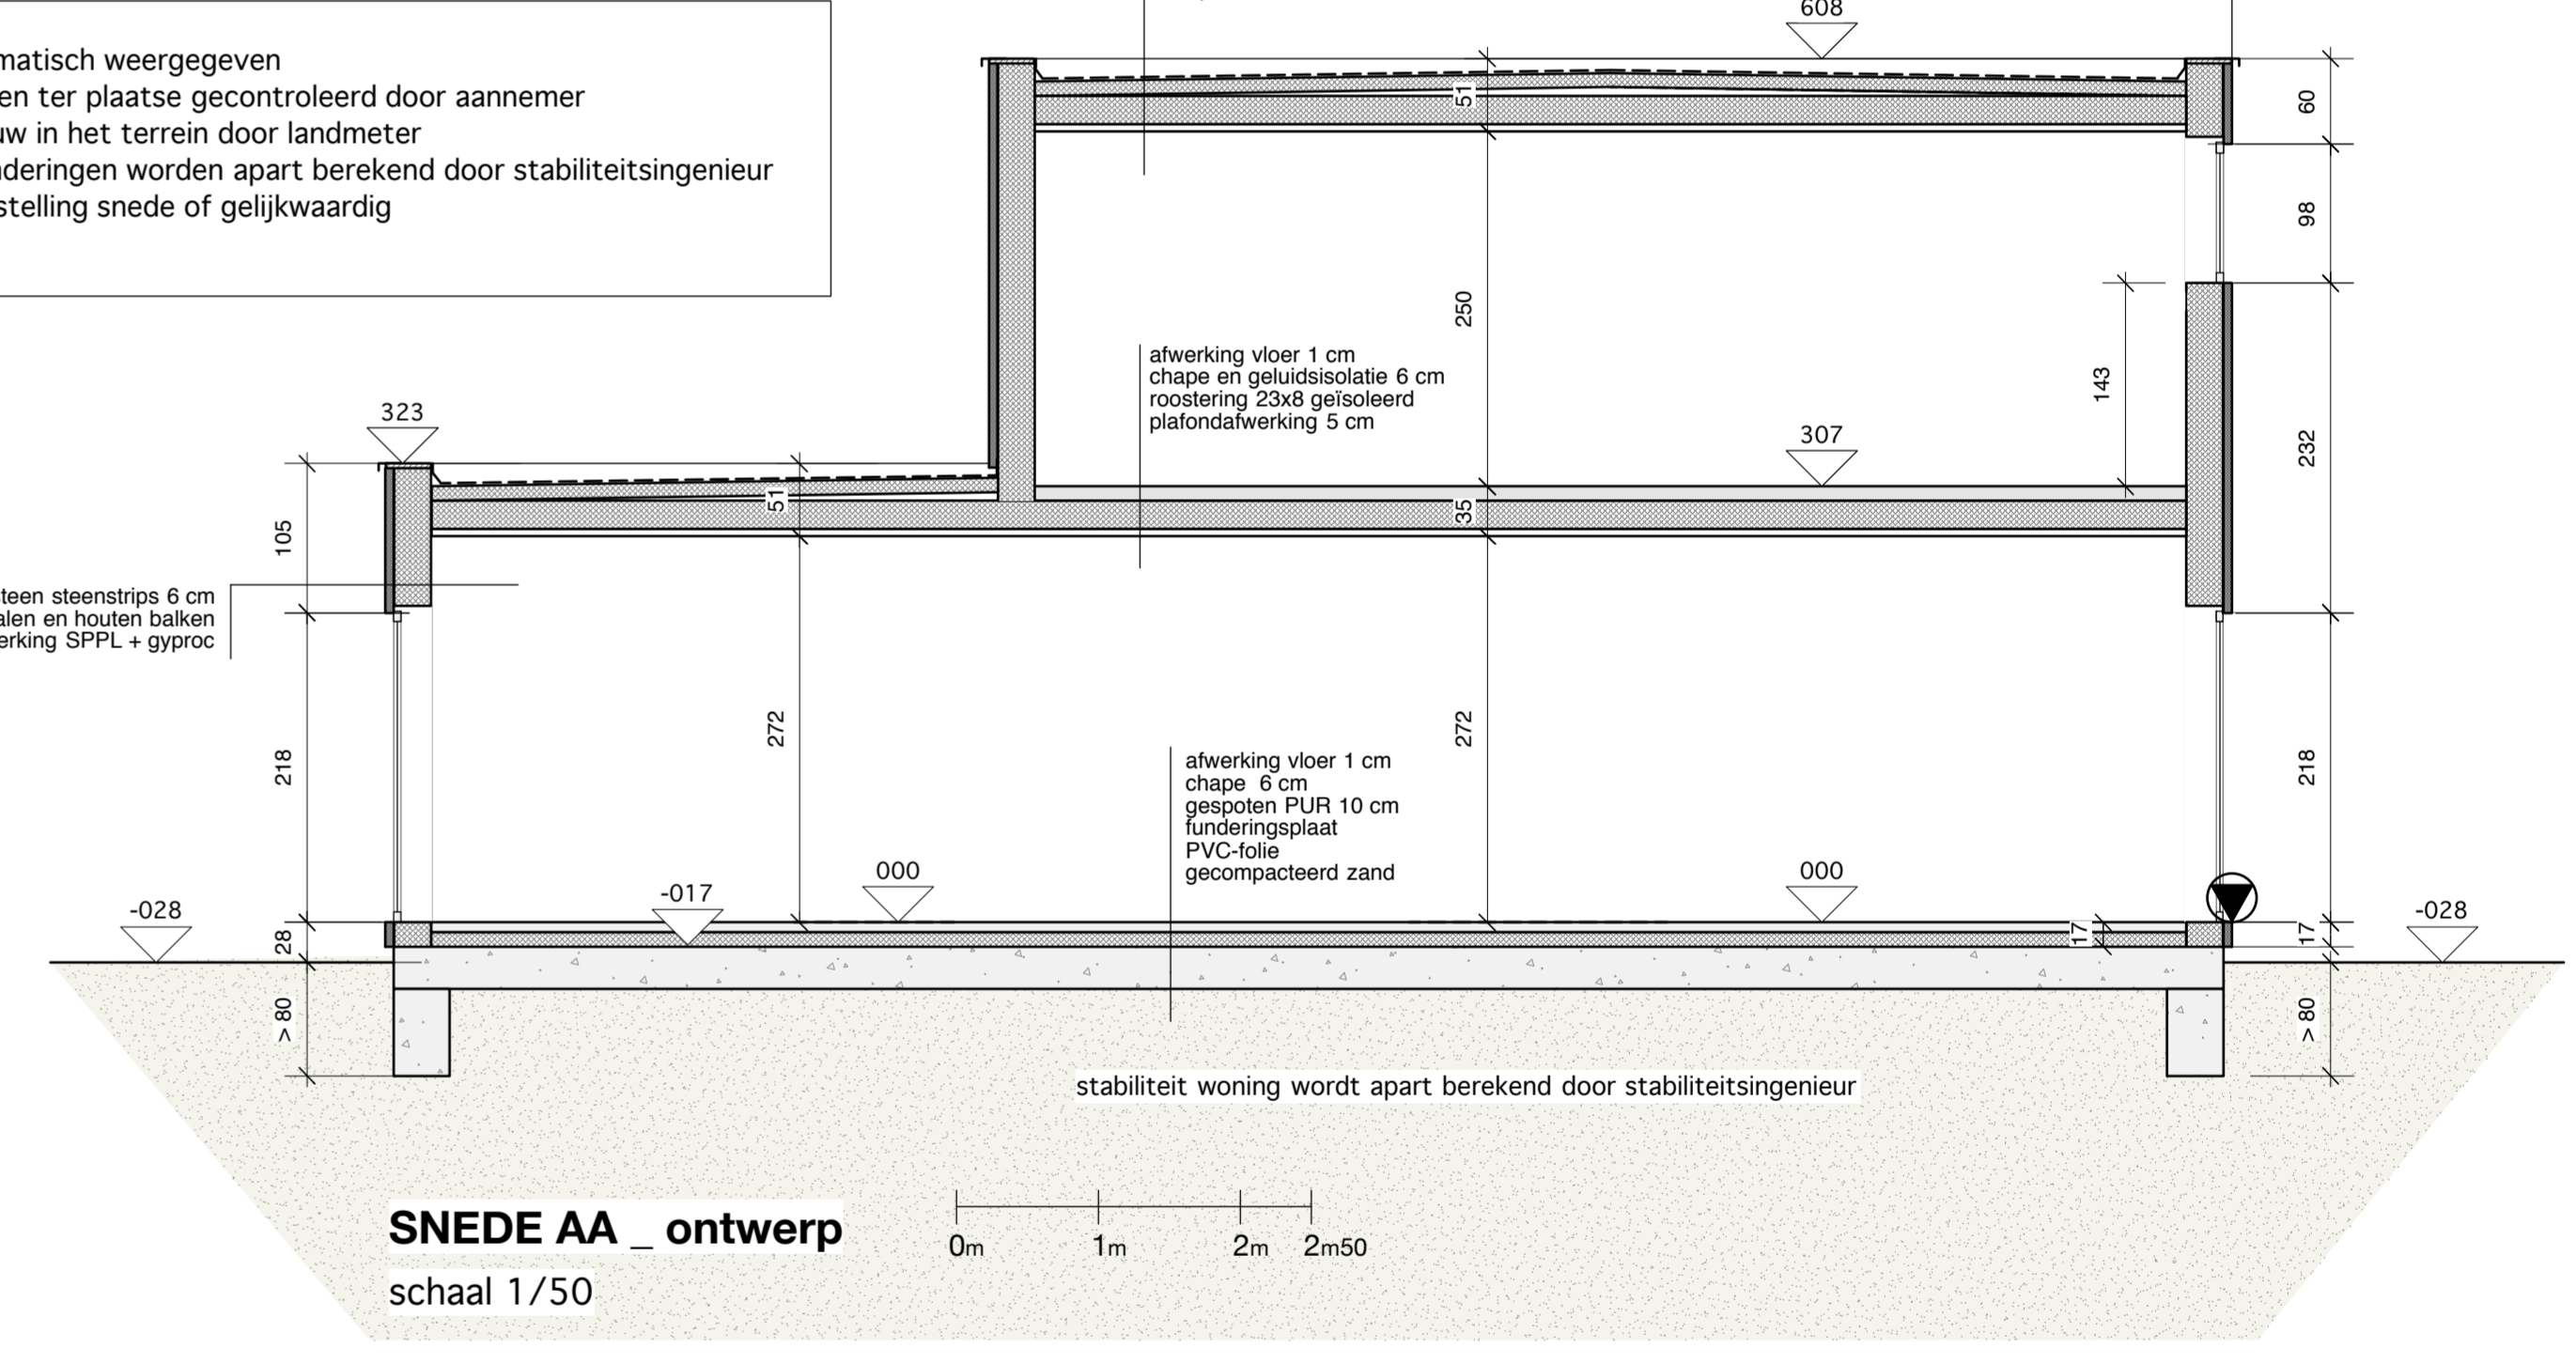 matisch weergegeven
en ter plaatse gecontroleerd door aannemer
uw in het terrein door landmeter
nderingen worden apart berekend door stabiliteitsingenieur
stelling snede of gelijkwaardig
608
51
60
98
250
143
232
afwerking vloer 1 cm
chape en geluidsisolatie 6 cm
roostering 23x8 geïsoleerd
plafondafwerking 5 cm
323
307
51
35
105
steen steenstrips 6 cm
alen en houten balken
erking SPPL + gyproc
272
272
218
218
afwerking vloer 1 cm
chape 6 cm
gespoten PUR 10 cm
funderingsplaat
PVC-folie
gecompacteerd zand
-028
-017
000
000
-028
28
17
17
> 80
> 80
stabiliteit woning wordt apart berekend door stabiliteitsingenieur
SNEDE AA _ ontwerp
schaal 1/50
0m 1m 2m 2m50